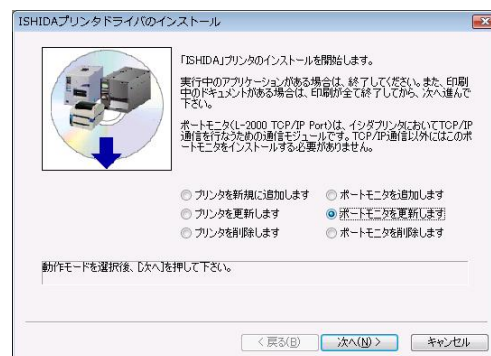 ISHIDAプリンタドライバのインストール
「ISHIDA」プリンタのインストールを開始します。
実行中のアプリケーションがある場合は、終了してください。また、印刷
中のドキュメントがある場合は、印刷が全て終了してから、次へ進んで
下さい。
ポートモニタ(L-2000 TCP/IP Port)は、イシダプリンタにおいてTCP/IP
通信を行なうための通信モジュールです。TCP/IP通信以外にはこのポ
ートモニタをインストールする必要がありません。
プリンタを新規に追加します ポートモニタを追加します
プリンタを更新します ポートモニタを更新します
プリンタを削除します ポートモニタを削除します
動作モードを選択後、[次へ]を押して下さい。
< 戻る(B) 次へ(N) > キャンセル